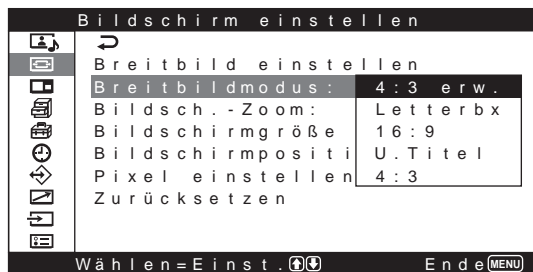 Bildschirm einstellen
Breitbild einstellen
Breitbildmodus: 4:3 erw.
Bildsch.-Zoom: Letterbx
Bildschirmgröße 16:9
Bildschirmpositi U.Titel
Pixel einstellen 4:3
Zurücksetzen
Wählen=Einst. Ende MENU